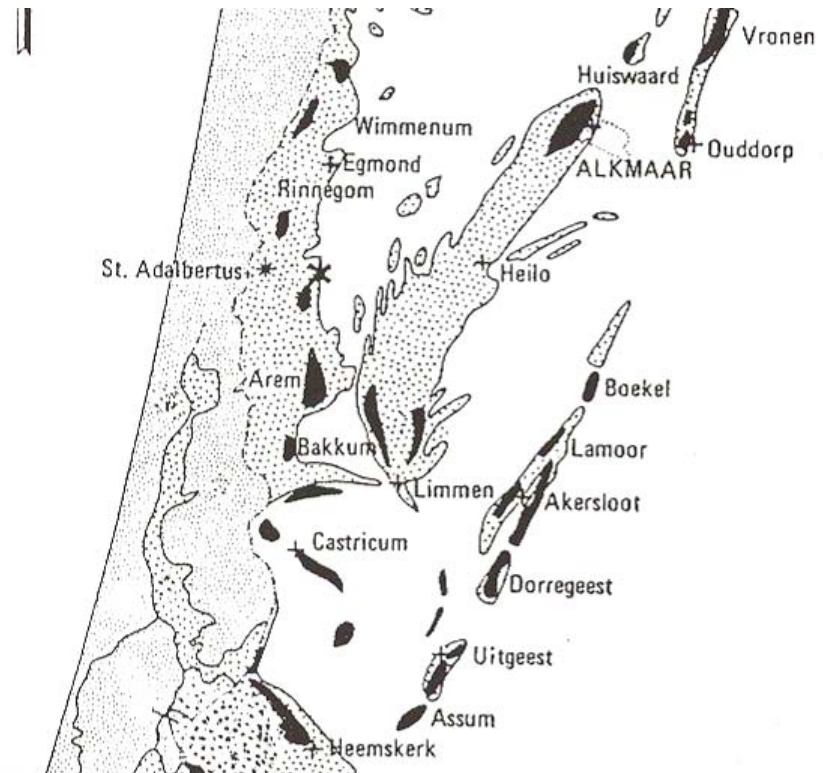 Vronen
Huiswaard
Wimmenum
Egmond
Ouddorp
ALKMAAR
Rinnegom
St. Adalbertus
Heilo
Arem
Boekel
Bakkum
Lamoor
Limmen
Akersloot
Castricum
Dorregeest
Uitgeest
Assum
Heemskerk